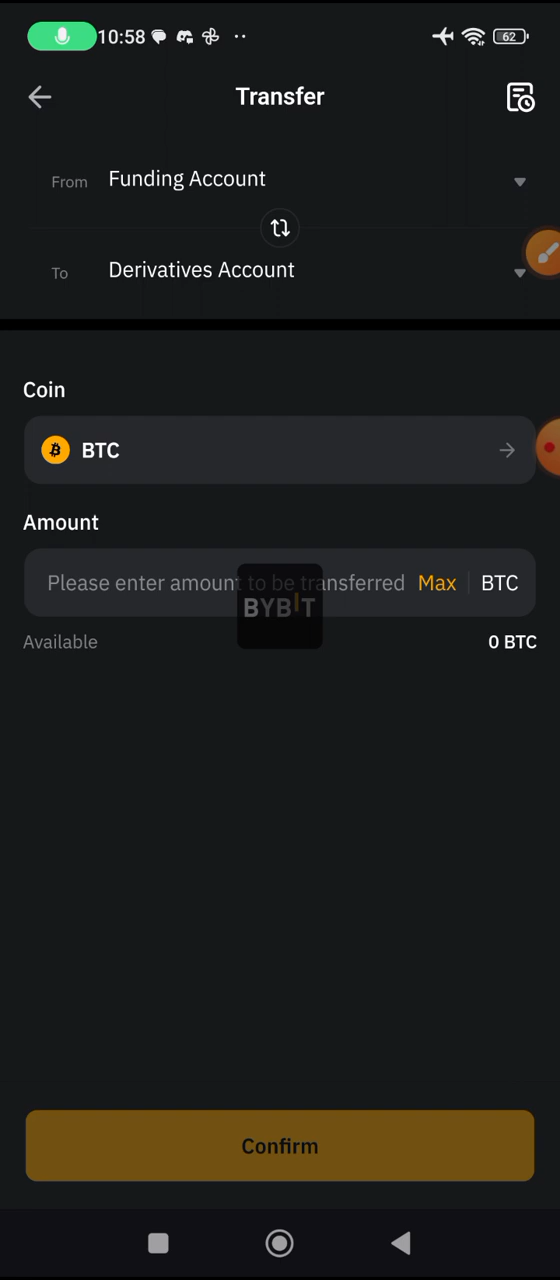 10:58
62
Transfer
From Funding Account
To Derivatives Account
Coin
BTC
Amount
Please enter amount to be transferred Max BTC
BYBIT
Available 0 BTC
Confirm